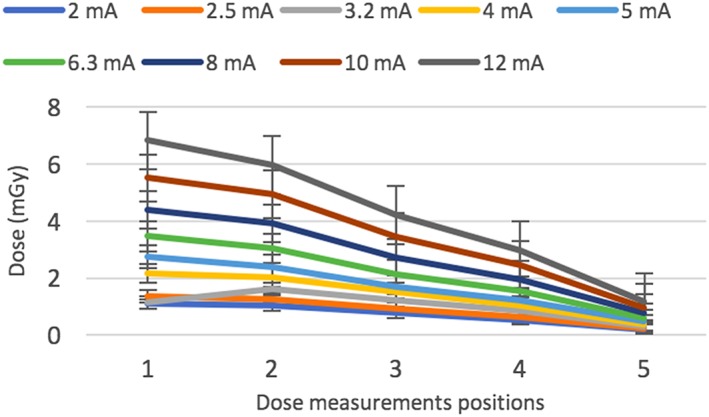 2 mA 2.5 mA 3.2 mA 4 mA 5 mA
6.3 mA 8 mA 10 mA 12 mA
8
6
4
2
0
Dose (mGy)
1 2 3 4 5
Dose measurements positions